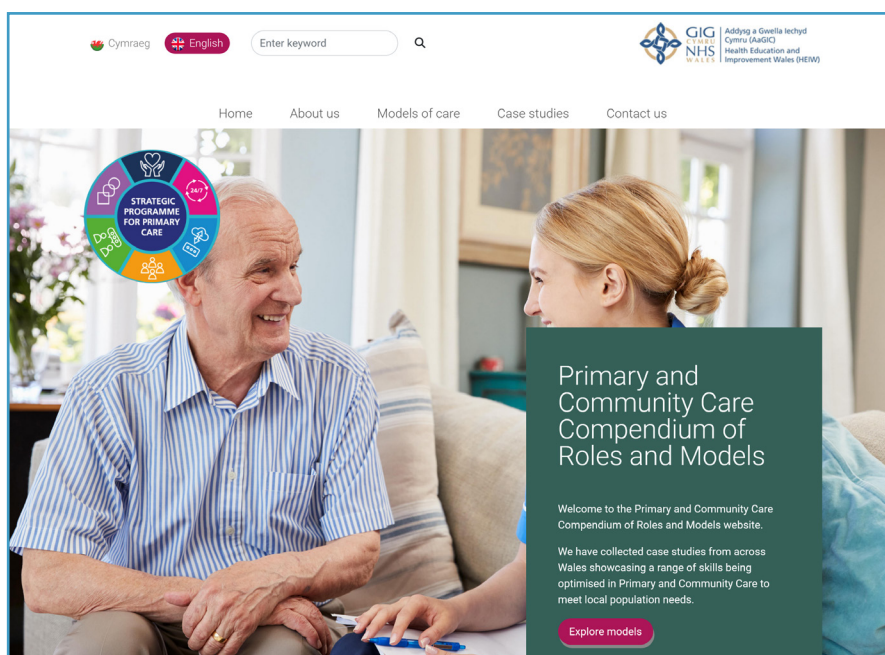 Cymraeg
English
Enter keyword
GIG
CYMRU
NHS
WALES
Addysg a Gwella Iechyd
Cymru (AaGIC)
Health Education and
Improvement Wales (HEIW)
Home
About us
Models of care
Case studies
Contact us
STRATEGIC
PROGRAMME
FOR PRIMARY
CARE
24/7
Primary and
Community Care
Compendium of
Roles and Models
Welcome to the Primary and Community Care
Compendium of Roles and Models website.
We have collected case studies from across
Wales showcasing a range of skills being
optimised in Primary and Community Care to
meet local population needs.
Explore models